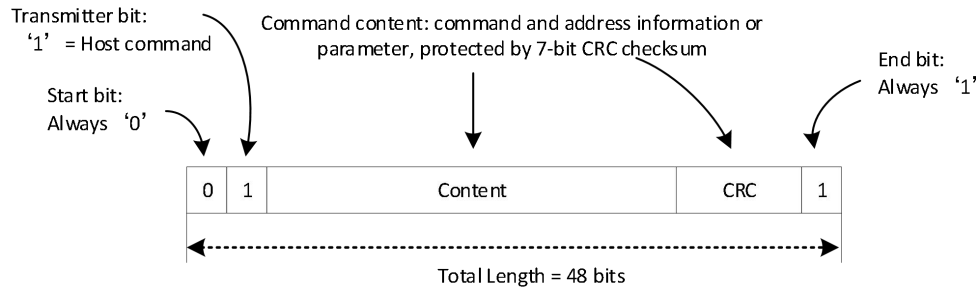 Transmitter bit:
‘1’ = Host command
Command content: command and address information or
parameter, protected by 7-bit CRC checksum
End bit:
Always ‘1’
Start bit:
Always ‘0’
0 1 Content CRC 1
Total Length = 48 bits